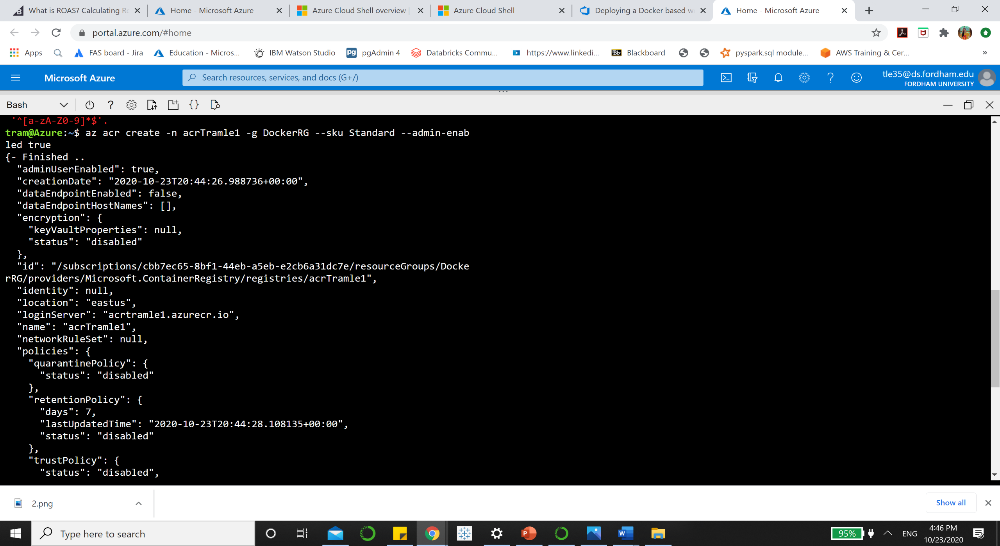 What is ROAS? Calculating Re
Home - Microsoft Azure
Azure Cloud Shell overview |
Azure Cloud Shell
Deploying a Docker based w
Home - Microsoft Azure
portal.azure.com/#home
Apps
FAS board - Jira
Education - Micros...
IBM Watson Studio
pgAdmin 4
Databricks Commu...
https://www.linkedi...
Blackboard
pyspark.sql module...
AWS Training & Cer...
»
Microsoft Azure
Search resources, services, and docs (G+/)
tle35@ds.fordham.edu
FORDHAM UNIVERSITY
Bash
'^[a-zA-Z0-9]*$'.
tram@Azure:~$ az acr create -n acrTramle1 -g DockerRG --sku Standard --admin-enab
led true
{- Finished ..
"adminUserEnabled": true,
"creationDate": "2020-10-23T20:44:26.988736+00:00",
"dataEndpointEnabled": false,
"dataEndpointHostNames": [],
"encryption": {
"keyVaultProperties": null,
"status": "disabled"
},
"id": "/subscriptions/cbb7ec65-8bf1-44eb-a5eb-e2cb6a31dc7e/resourceGroups/Docke
rRG/providers/Microsoft.ContainerRegistry/registries/acrTramle1",
"identity": null,
"location": "eastus",
"loginServer": "acrtramle1.azurecr.io",
"name": "acrTramle1",
"networkRuleSet": null,
"policies": {
"quarantinePolicy": {
"status": "disabled"
},
"retentionPolicy": {
"days": 7,
"lastUpdatedTime": "2020-10-23T20:44:28.108135+00:00",
"status": "disabled"
},
"trustPolicy": {
"status": "disabled",
2.png
Show all
Type here to search
95%
ENG
4:46 PM
10/23/2020